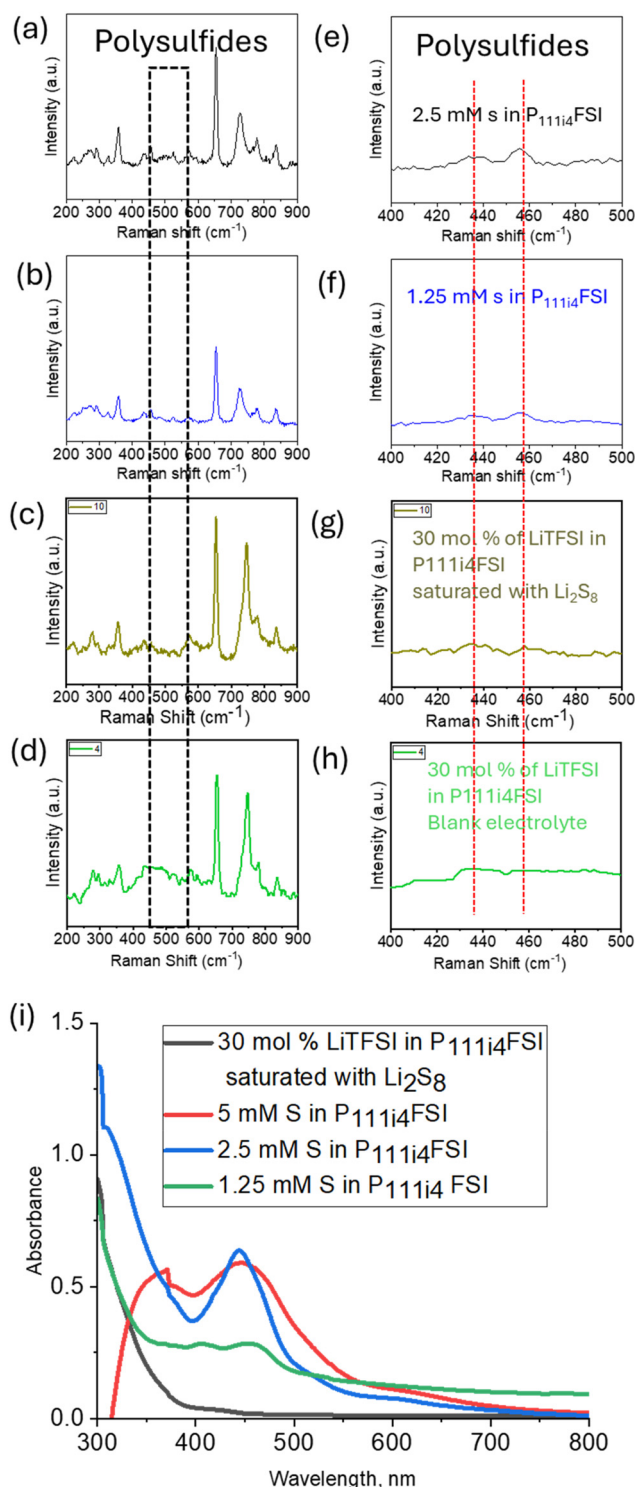 (a)
Polysulfides
Intensity (a.u.)
200 300 400 500 600 700 800 900
Raman shift (cm⁻¹)
(e)
Polysulfides
2.5 mM s in P₁₁₁ᵢ₄FSI
Intensity (a.u.)
400 420 440 460 480 500
Raman shift (cm⁻¹)
(b)
Intensity (a.u.)
200 300 400 500 600 700 800 900
Raman shift (cm⁻¹)
(f)
1.25 mM s in P₁₁₁ᵢ₄FSI
Intensity (a.u.)
400 420 440 460 480 500
Raman shift (cm⁻¹)
(c)
10
Intensity (a.u.)
200 300 400 500 600 700 800 900
Raman Shift (cm⁻¹)
(g)
10
30 mol % of LiTFSI in
P111i4FSI
saturated with Li₂S₈
Intensity (a.u.)
400 420 440 460 480 500
Raman Shift (cm⁻¹)
(d)
4
Intensity (a.u.)
200 300 400 500 600 700 800 900
Raman Shift (cm⁻¹)
(h)
4
30 mol % of LiTFSI
in P111i4FSI
Blank electrolyte
Intensity (a.u.)
400 420 440 460 480 500
Raman Shift (cm⁻¹)
(i)
30 mol % LiTFSI in P₁₁₁ᵢ₄FSI
saturated with Li₂S₈
5 mM S in P₁₁₁ᵢ₄FSI
2.5 mM S in P₁₁₁ᵢ₄FSI
1.25 mM S in P₁₁₁ᵢ₄ FSI
Absorbance
1.5
1.0
0.5
0.0
300 400 500 600 700 800
Wavelength, nm